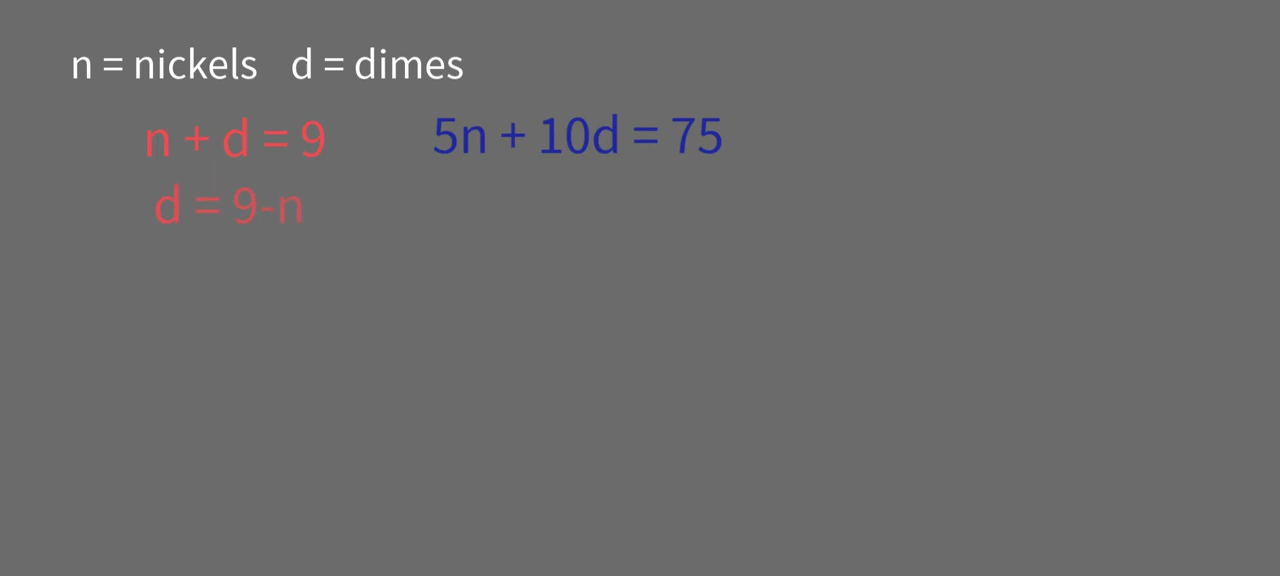 n = nickels d = dimes
n + d = 9 5n + 10d = 75
d = 9-n